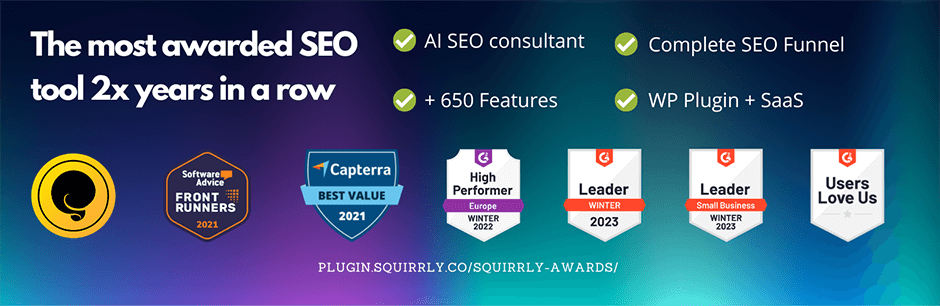 The most awarded SEO
tool 2x years in a row
AI SEO consultant
Complete SEO Funnel
+ 650 Features
WP Plugin + SaaS
Software
Advice
FRONT
RUNNERS
2021
Capterra
BEST VALUE
2021
High
Performer
Europe
WINTER
2022
Leader
WINTER
2023
Leader
Small Business
WINTER
2023
Users
Love Us
PLUGIN.SQUIRRLY.CO/SQUIRRLY-AWARDS/